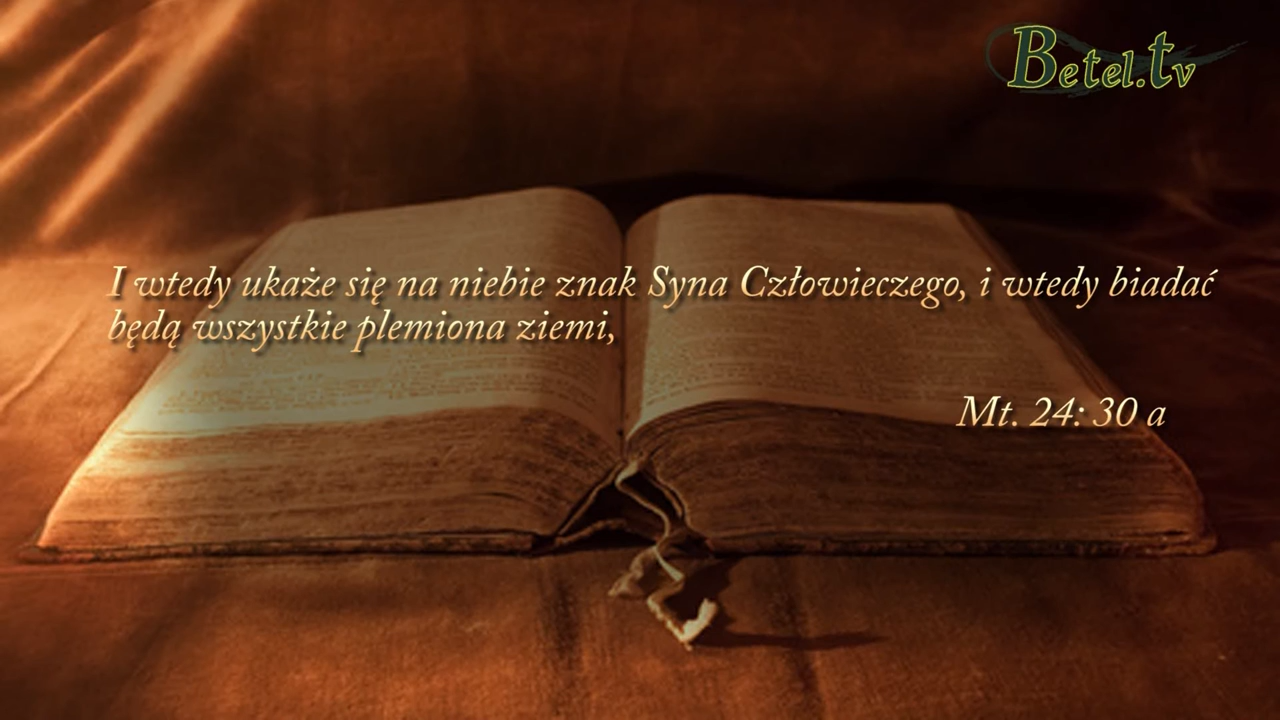 Betel.tv
I wtedy ukaże się na niebie znak Syna Człowieczego, i wtedy biadać
będą wszystkie plemiona ziemi,
Mt. 24: 30 a